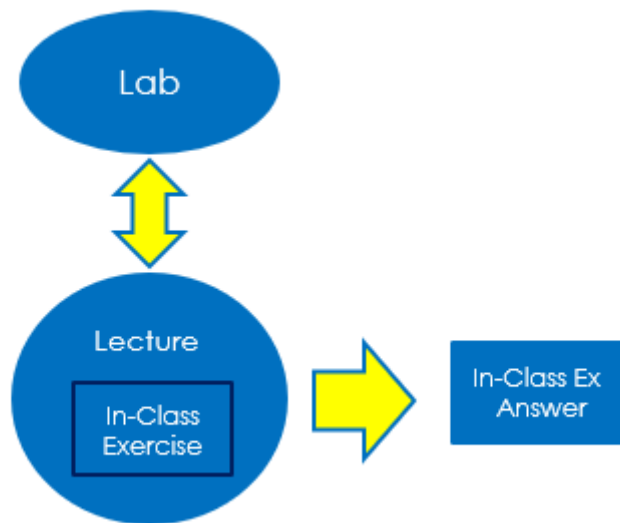 Lab
Lecture
In-Class
Exercise
In-Class Ex
Answer